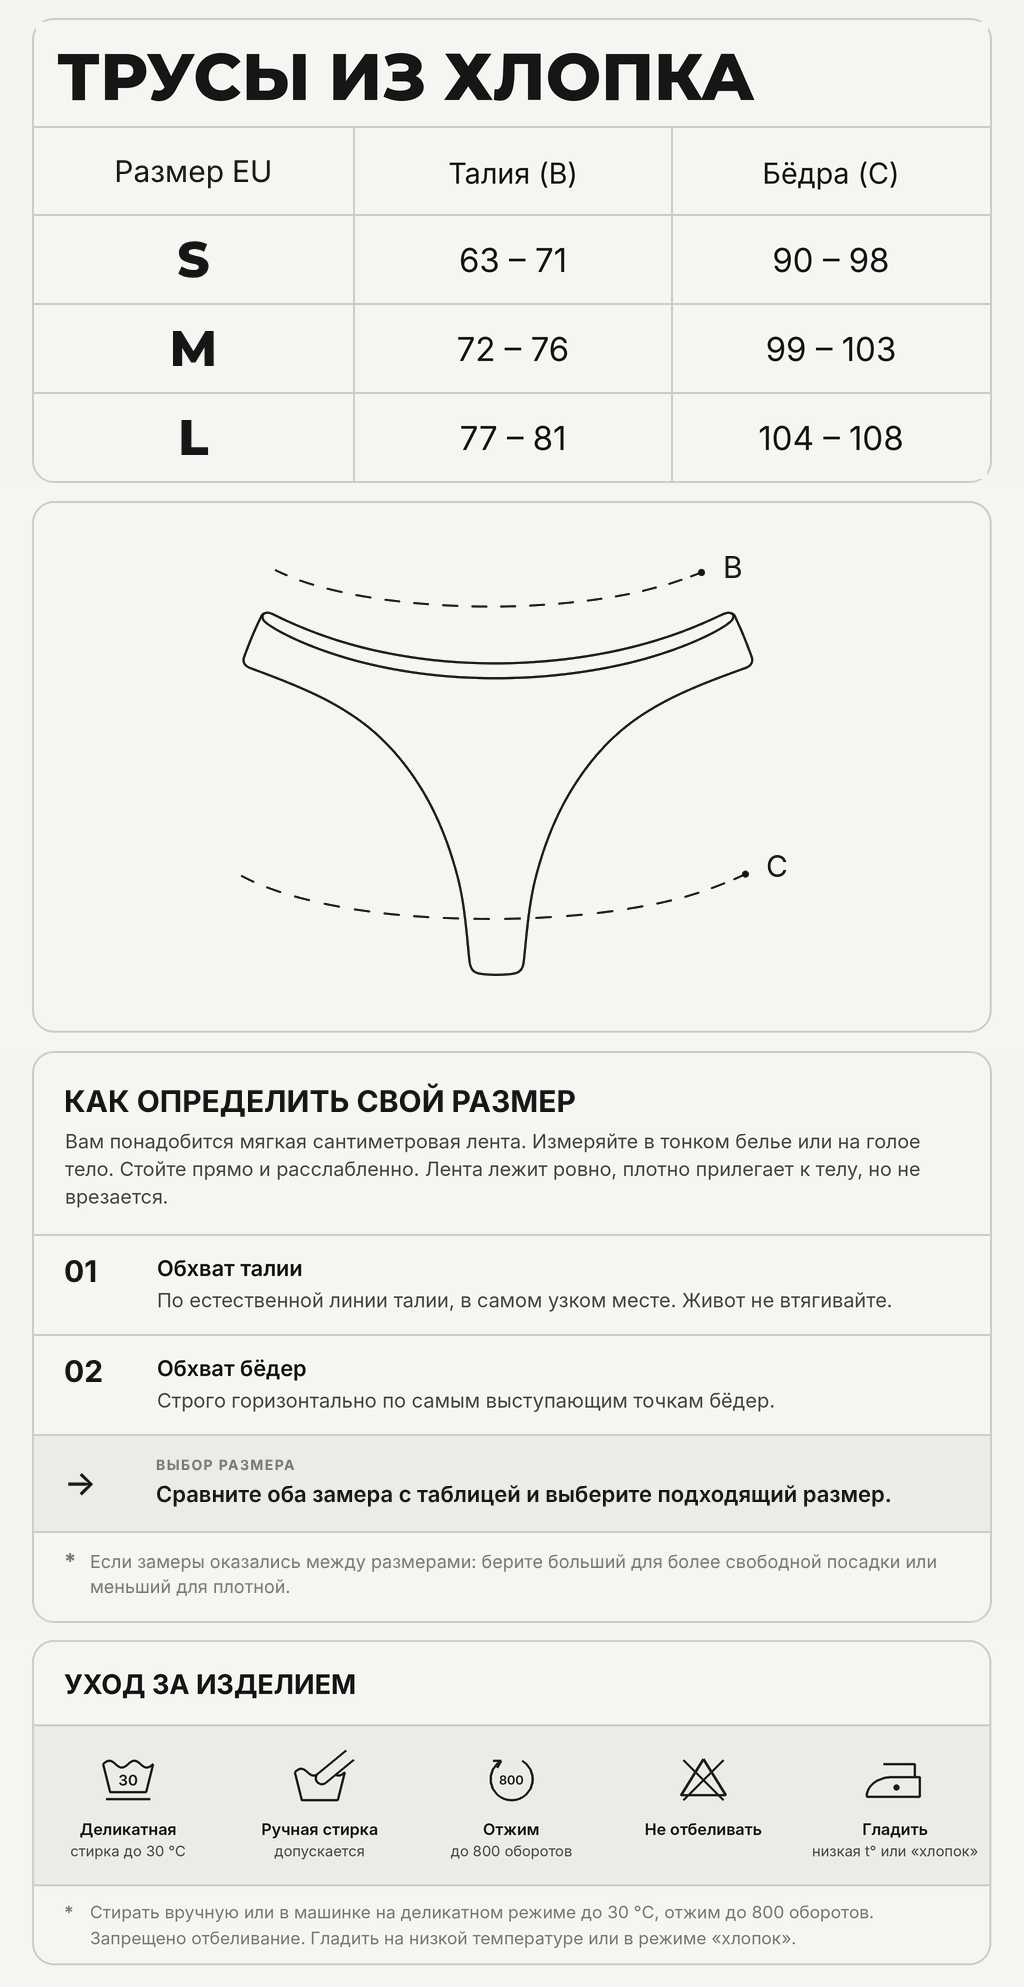 ТРУСЫ ИЗ ХЛОПКА
Размер EU Талия (B) Бёдра (C)
S 63 – 71 90 – 98
M 72 – 76 99 – 103
L 77 – 81 104 – 108
B
C
КАК ОПРЕДЕЛИТЬ СВОЙ РАЗМЕР
Вам понадобится мягкая сантиметровая лента. Измеряйте в тонком белье или на голое
тело. Стойте прямо и расслабленно. Лента лежит ровно, плотно прилегает к телу, но не
врезается.
01 Обхват талии
По естественной линии талии, в самом узком месте. Живот не втягивайте.
02 Обхват бёдер
Строго горизонтально по самым выступающим точкам бёдер.
ВЫБОР РАЗМЕРА
→ Сравните оба замера с таблицей и выберите подходящий размер.
* Если замеры оказались между размерами: берите больший для более свободной посадки или
меньший для плотной.
УХОД ЗА ИЗДЕЛИЕМ
30 800
Деликатная Ручная стирка Отжим Не отбеливать Гладить
стирка до 30 °C допускается до 800 оборотов низкая t° или «хлопок»
* Стирать вручную или в машинке на деликатном режиме до 30 °C, отжим до 800 оборотов.
Запрещено отбеливание. Гладить на низкой температуре или в режиме «хлопок».